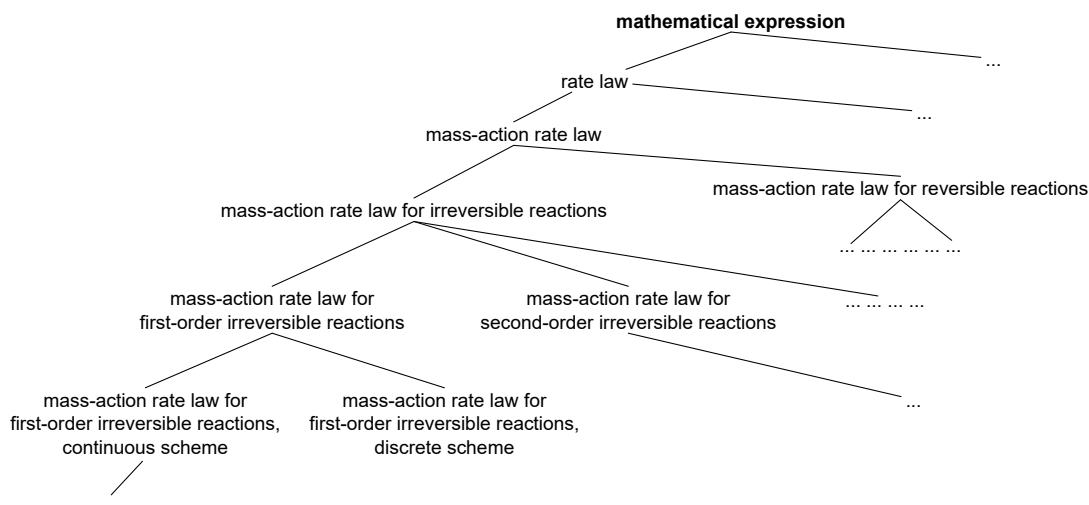 mathematical expression
...
rate law
...
mass-action rate law
mass-action rate law for reversible reactions
mass-action rate law for irreversible reactions
... ... ... ... ... ...
mass-action rate law for
first-order irreversible reactions
mass-action rate law for
second-order irreversible reactions
... ... ... ...
mass-action rate law for
first-order irreversible reactions,
continuous scheme
mass-action rate law for
first-order irreversible reactions,
discrete scheme
...